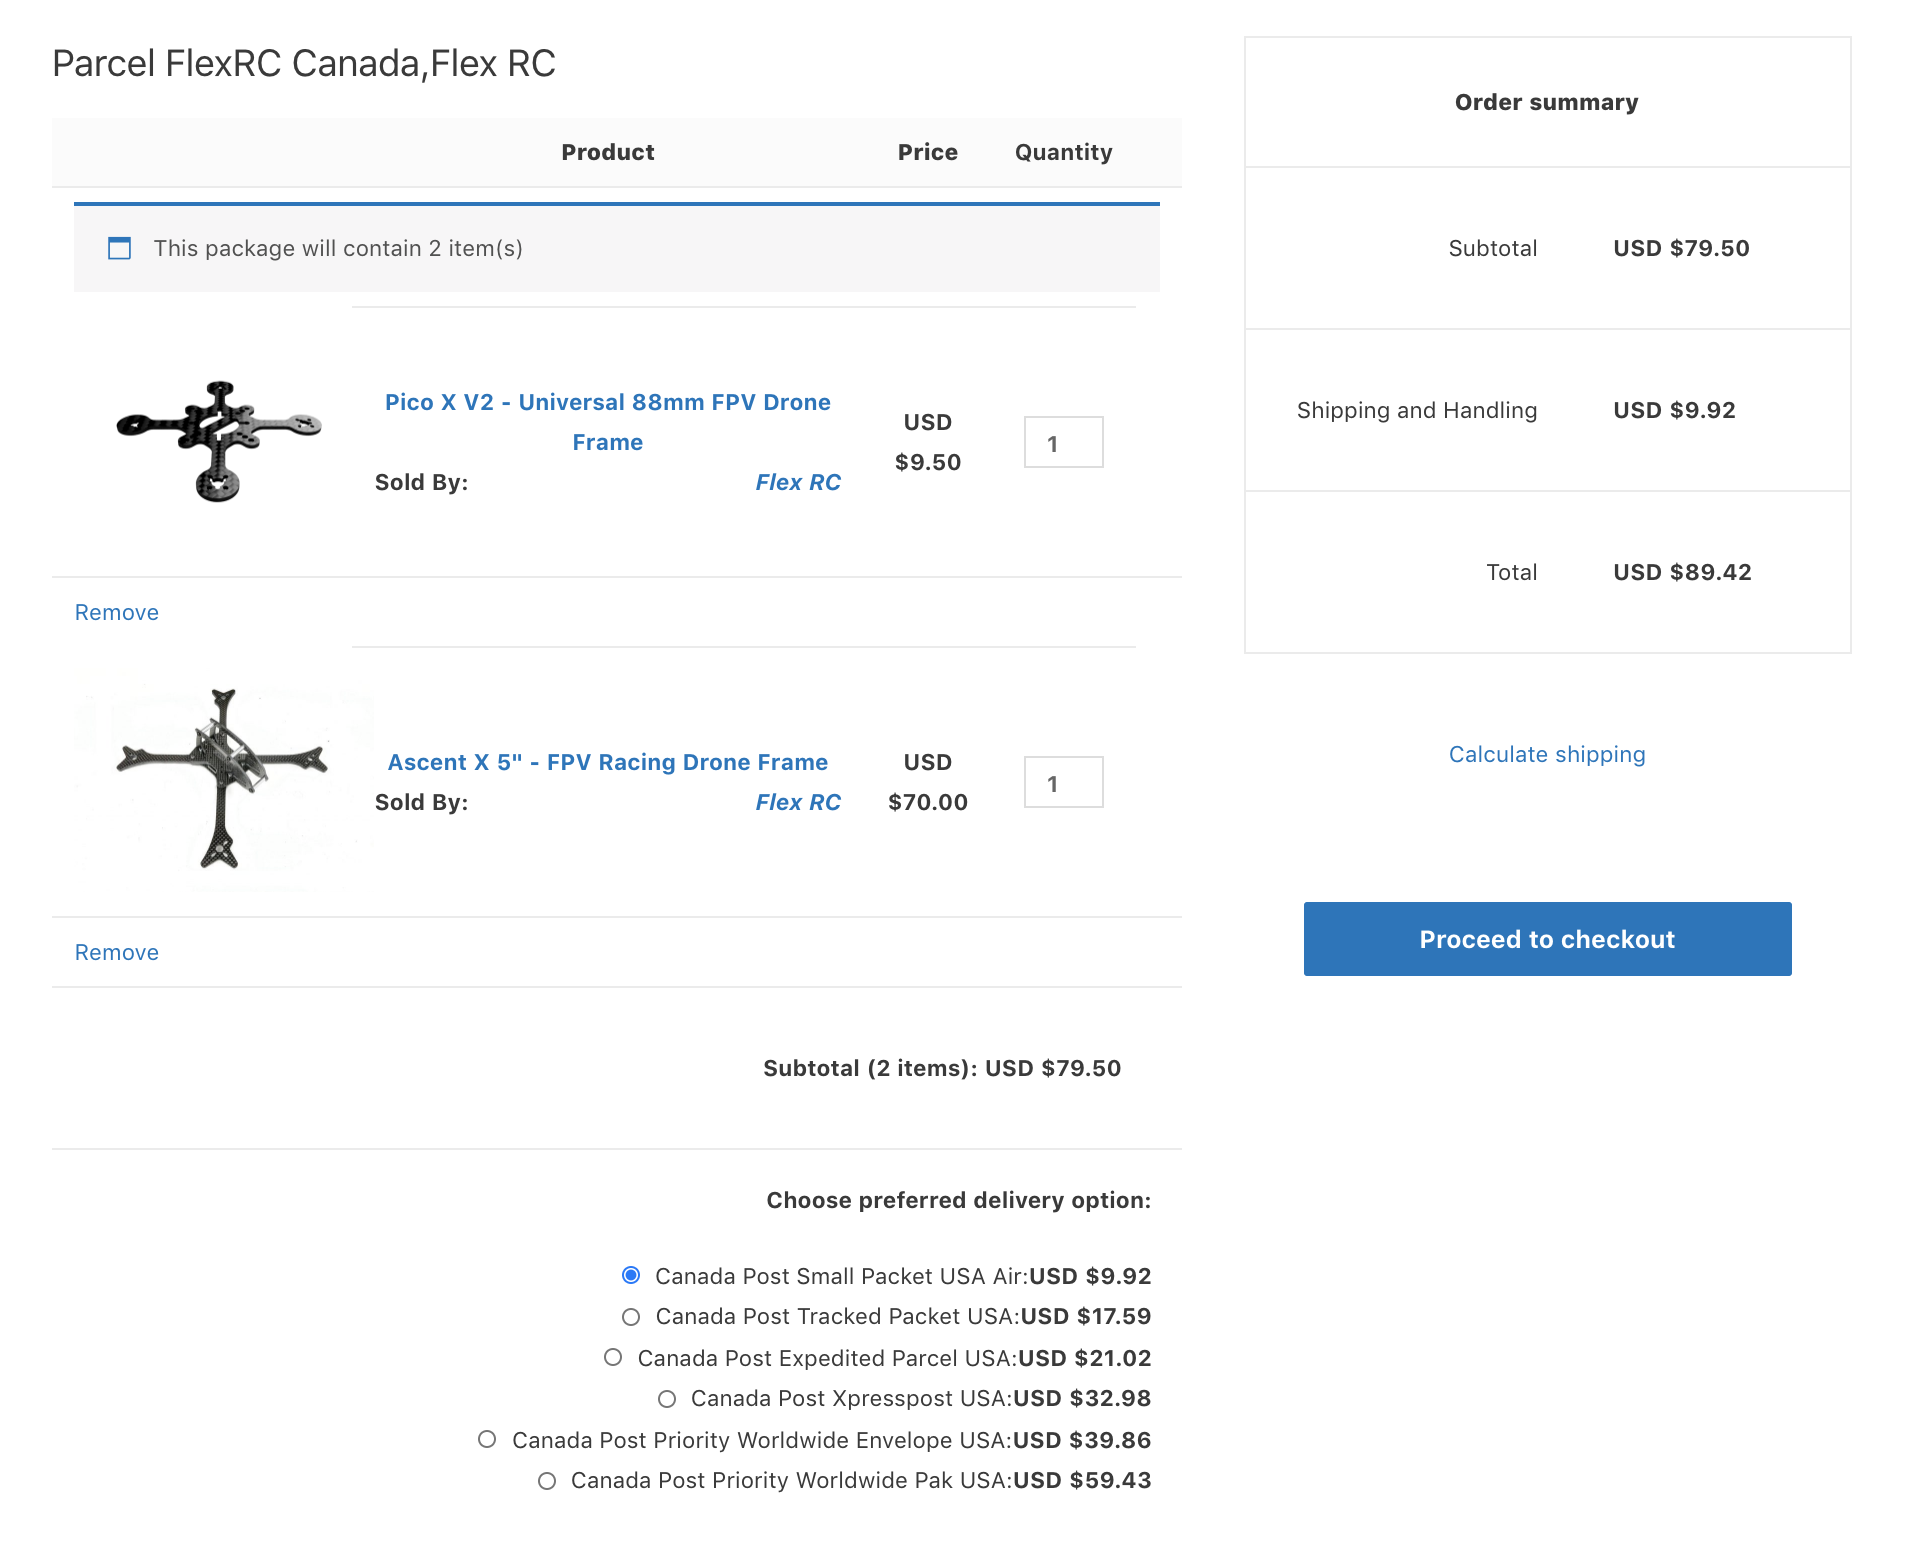 Parcel FlexRC Canada,Flex RC
Product Price Quantity
This package will contain 2 item(s)
Pico X V2 - Universal 88mm FPV Drone
Frame
USD
$9.50
1
Sold By: Flex RC
Remove
Ascent X 5" - FPV Racing Drone Frame
Sold By: Flex RC
USD
$70.00
1
Remove
Subtotal (2 items): USD $79.50
Choose preferred delivery option:
Canada Post Small Packet USA Air:USD $9.92
Canada Post Tracked Packet USA:USD $17.59
Canada Post Expedited Parcel USA:USD $21.02
Canada Post Xpresspost USA:USD $32.98
Canada Post Priority Worldwide Envelope USA:USD $39.86
Canada Post Priority Worldwide Pak USA:USD $59.43
Order summary
Subtotal USD $79.50
Shipping and Handling USD $9.92
Total USD $89.42
Calculate shipping
Proceed to checkout